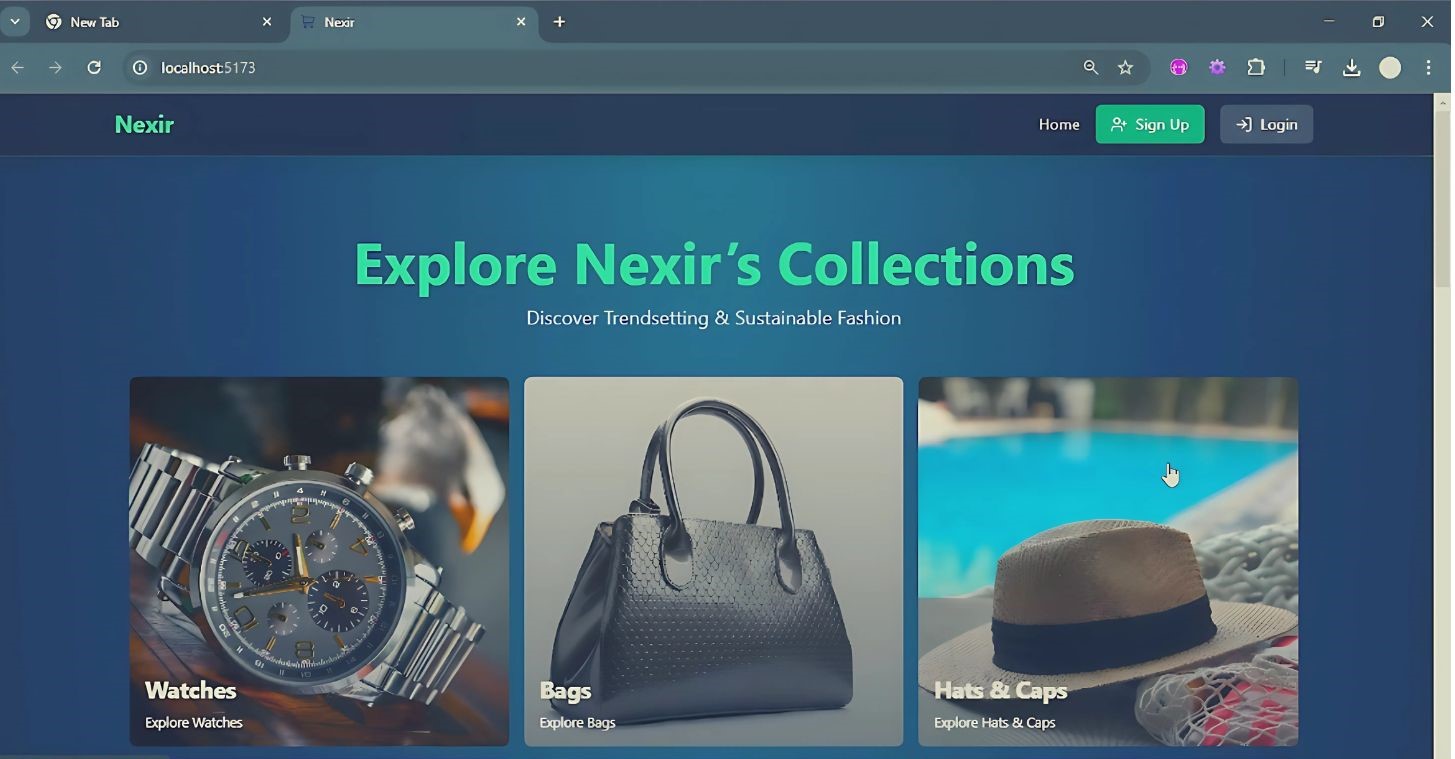 New Tab
Nexir
localhost:5173
Nexir
Home
Sign Up
Login
Explore Nexir’s Collections
Discover Trendsetting & Sustainable Fashion
Watches
Explore Watches
Bags
Explore Bags
Hats & Caps
Explore Hats & Caps